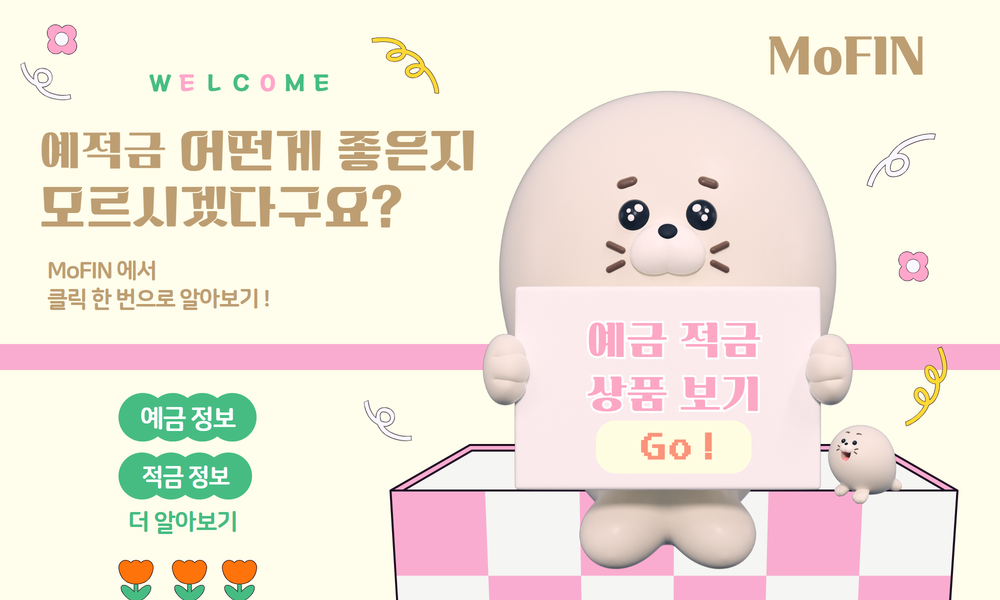 MoFIN
WELCOME
예적금 어떤게 좋은지
모르시겠다구요?
MoFIN 에서
클릭 한 번으로 알아보기 !
예금 적금
상품 보기
Go !
예금 정보
적금 정보
더 알아보기